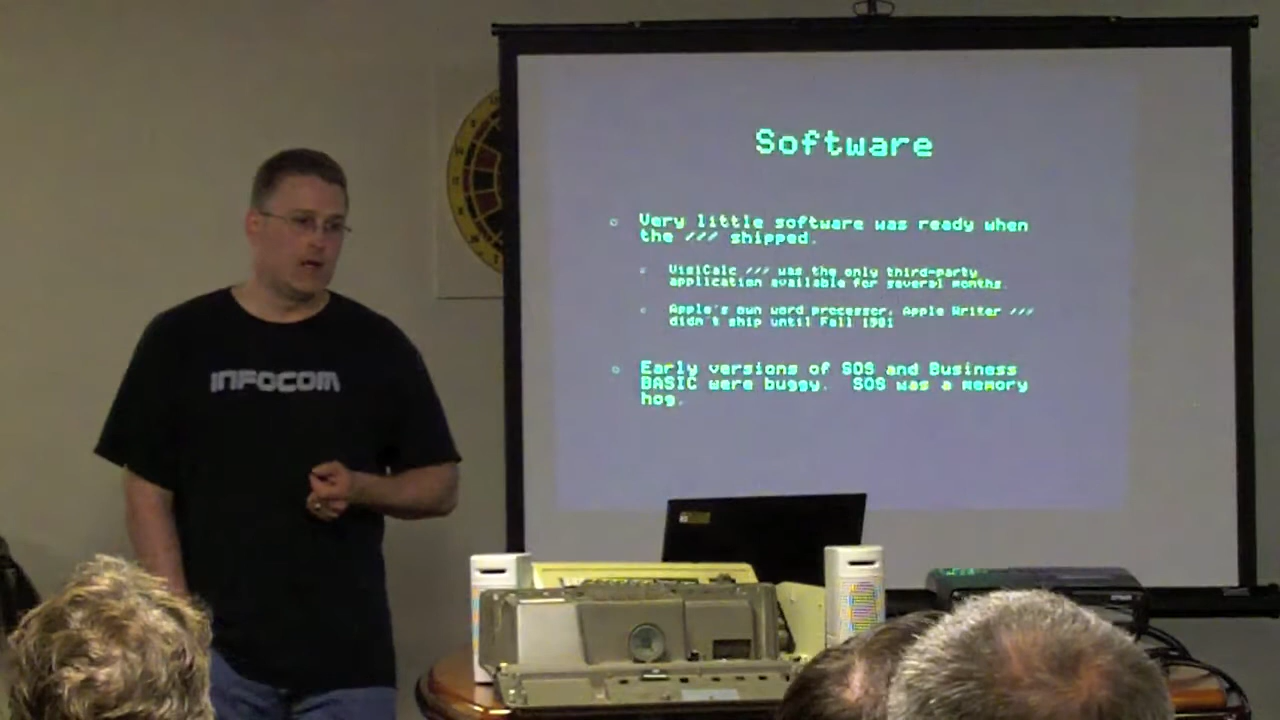 Software
Very little software was ready when
the /// shipped.
VisiCalc /// was the only third-party
application available for several months.
Apple's own word processor, Apple Writer ///
didn't ship until Fall 1981
Early versions of SOS and Business
BASIC were buggy.  SOS was a memory
hog.
INFOCOM